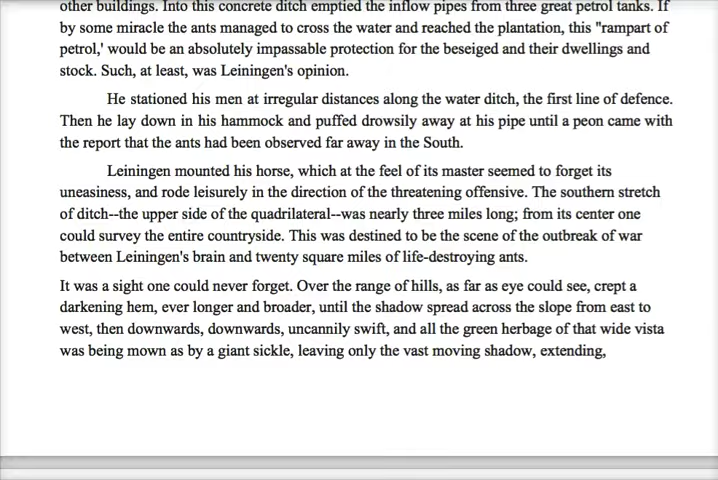 other buildings. Into this concrete ditch emptied the inflow pipes from three great petrol tanks. If
by some miracle the ants managed to cross the water and reached the plantation, this "rampart of
petrol,' would be an absolutely impassable protection for the beseiged and their dwellings and
stock. Such, at least, was Leiningen's opinion.
He stationed his men at irregular distances along the water ditch, the first line of defence.
Then he lay down in his hammock and puffed drowsily away at his pipe until a peon came with
the report that the ants had been observed far away in the South.
Leiningen mounted his horse, which at the feel of its master seemed to forget its
uneasiness, and rode leisurely in the direction of the threatening offensive. The southern stretch
of ditch--the upper side of the quadrilateral--was nearly three miles long; from its center one
could survey the entire countryside. This was destined to be the scene of the outbreak of war
between Leiningen's brain and twenty square miles of life-destroying ants.
It was a sight one could never forget. Over the range of hills, as far as eye could see, crept a
darkening hem, ever longer and broader, until the shadow spread across the slope from east to
west, then downwards, downwards, uncannily swift, and all the green herbage of that wide vista
was being mown as by a giant sickle, leaving only the vast moving shadow, extending,